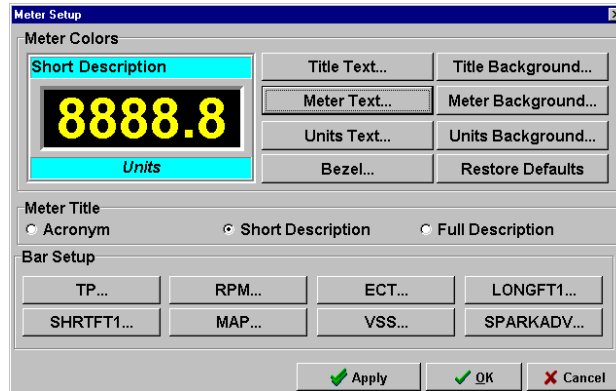 Meter Setup
Meter Colors
Short Description
8888.8
Units
Title Text...
Title Background...
Meter Text...
Meter Background...
Units Text...
Units Background...
Bezel...
Restore Defaults
Meter Title
Acronym
Short Description
Full Description
Bar Setup
TP...
RPM...
ECT...
LONGFT1...
SHRTFT1...
MAP...
VSS...
SPARKADV...
Apply
OK
Cancel